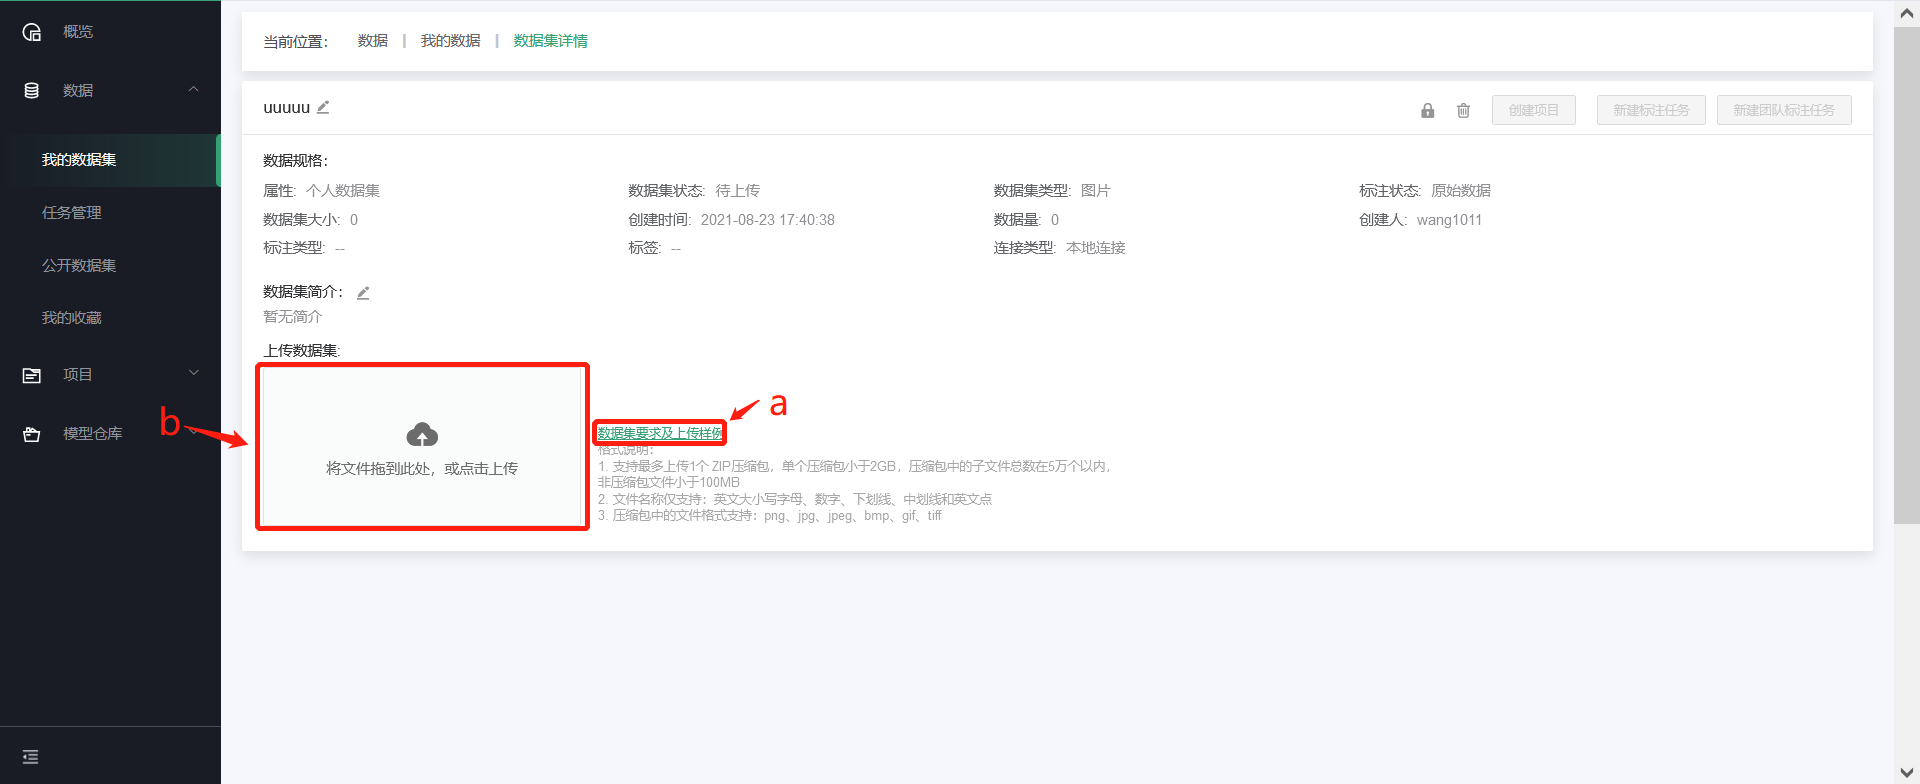 概览
数据
我的数据集
任务管理
公开数据集
我的收藏
项目
模型仓库
当前位置： 数据 | 我的数据 | 数据集详情
uuuuu
创建项目 新建标注任务 新建团队标注任务
数据规格：
属性: 个人数据集 数据集状态: 待上传 数据集类型: 图片 标注状态: 原始数据
数据集大小: 0 创建时间: 2021-08-23 17:40:38 数据量: 0 创建人: wang1011
标注类型: -- 标签: -- 连接类型: 本地连接
数据集简介：
暂无简介
上传数据集:
b
将文件拖到此处，或点击上传
a
数据集要求及上传样例
格式说明：
1. 支持最多上传1个 ZIP压缩包，单个压缩包小于2GB，压缩包中的子文件总数在5万个以内，
非压缩包文件小于100MB
2. 文件名称仅支持：英文大小写字母、数字、下划线、中划线和英文点
3. 压缩包中的文件格式支持：png、jpg、jpeg、bmp、gif、tiff